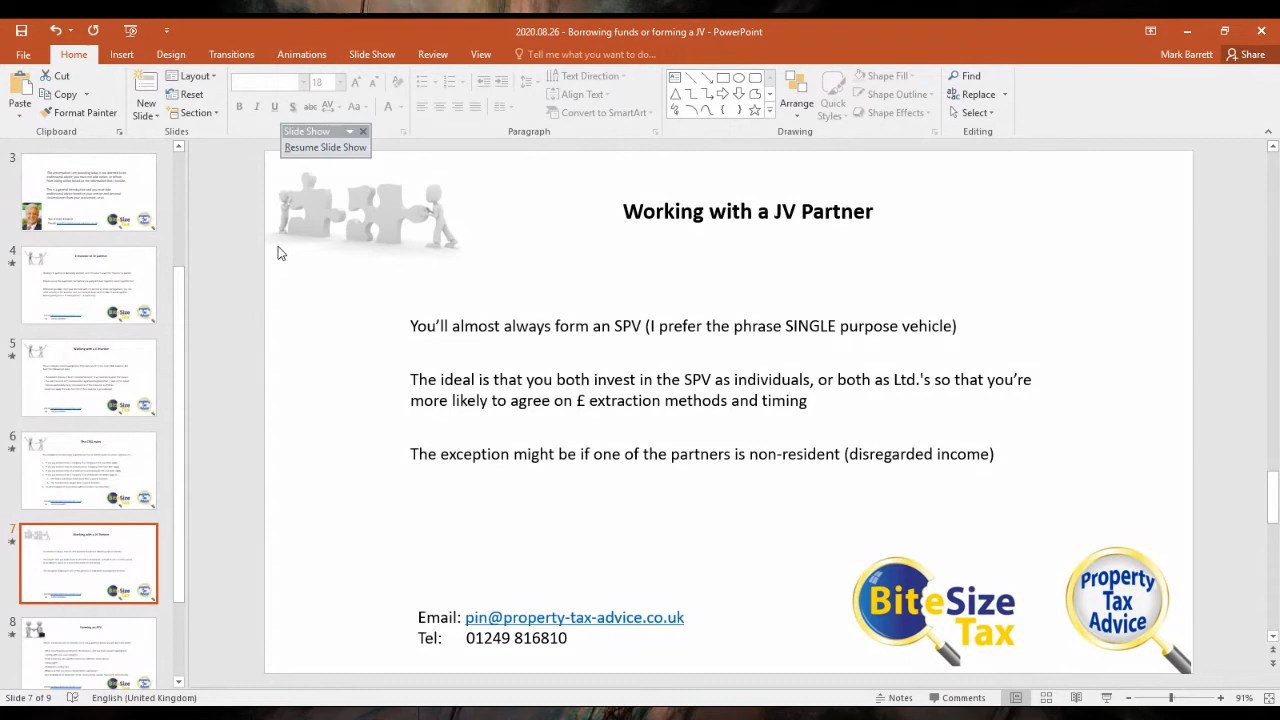 2020.08.26 - Borrowing funds or forming a JV - PowerPoint
File Home Insert Design Transitions Animations Slide Show Review View Tell me what you want to do... Mark Barrett Share
Paste Cut Copy Format Painter Clipboard
New Slide Layout Reset Section Slides
18
Text Direction Align Text Convert to SmartArt Paragraph
Arrange Quick Styles Shape Fill Shape Outline Shape Effects Drawing
Find Replace Select Editing
Slide Show
Resume Slide Show
3
4
5
6
7
8
Working with a JV Partner
You'll almost always form an SPV (I prefer the phrase SINGLE purpose vehicle)
The ideal is that you both invest in the SPV as individuals, or both as Ltd.'s so that you're
more likely to agree on £ extraction methods and timing
The exception might be if one of the partners is non-resident (disregarded income)
Email: pin@property-tax-advice.co.uk
Tel: 01249 816810
BiteSize
Tax
Property
Tax
Advice
Slide 7 of 9 English (United Kingdom) Notes Comments 91%